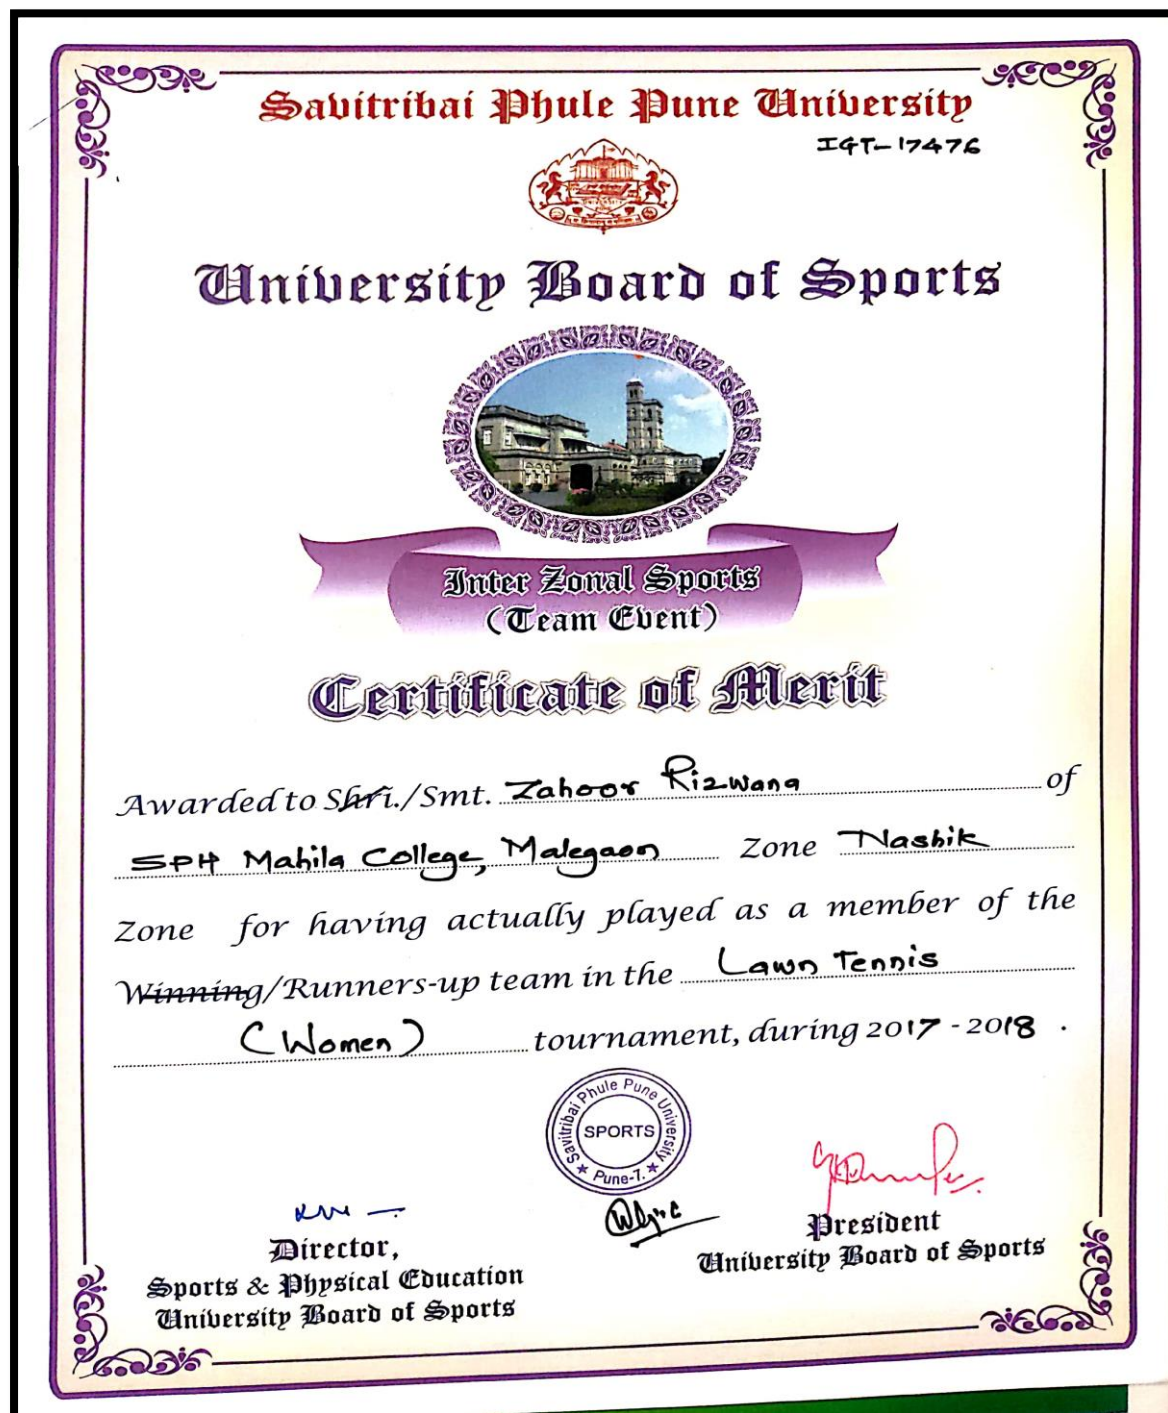 Savitribai Phule Pune University
IGT-17476
University Board of Sports
Inter Zonal Sports
(Team Event)
Certificate of Merit
Awarded to Shri./Smt. Zahoor Rizwana of
SPH Mahila College, Malegaon Zone Nashik
Zone for having actually played as a member of the
Winning/Runners-up team in the Lawn Tennis
(Women) tournament, during 2017 - 2018 .
Savitribai Phule Pune University
SPORTS
Pune-7.
Director,
Sports & Physical Education
University Board of Sports
President
University Board of Sports